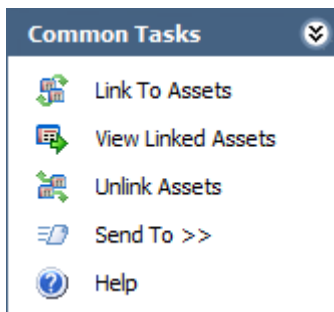 Common Tasks
Link To Assets
View Linked Assets
Unlink Assets
Send To >>
Help